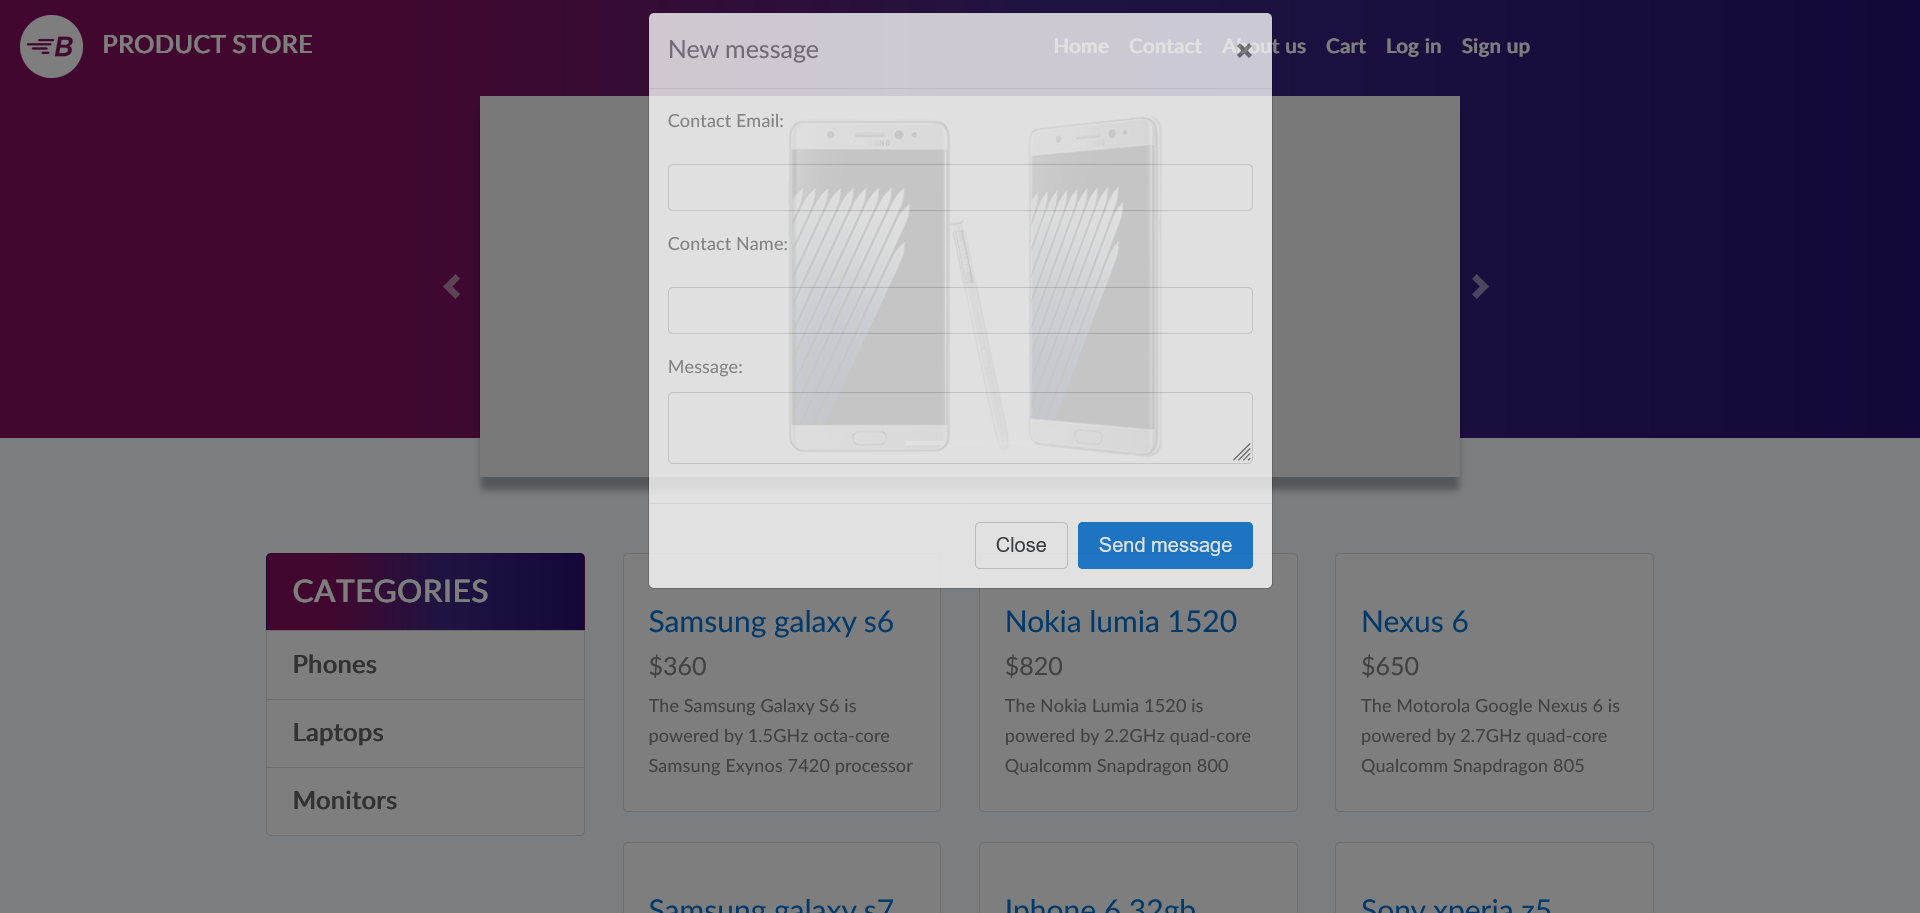 B PRODUCT STORE
Home Contact About us Cart Log in Sign up
New message ×
Contact Email:
Contact Name:
Message:
Close Send message
CATEGORIES
Phones
Laptops
Monitors
Samsung galaxy s6
$360
The Samsung Galaxy S6 is
powered by 1.5GHz octa-core
Samsung Exynos 7420 processor
Nokia lumia 1520
$820
The Nokia Lumia 1520 is
powered by 2.2GHz quad-core
Qualcomm Snapdragon 800
Nexus 6
$650
The Motorola Google Nexus 6 is
powered by 2.7GHz quad-core
Qualcomm Snapdragon 805
Samsung galaxy s7
Iphone 6 32gb
Sony xperia z5